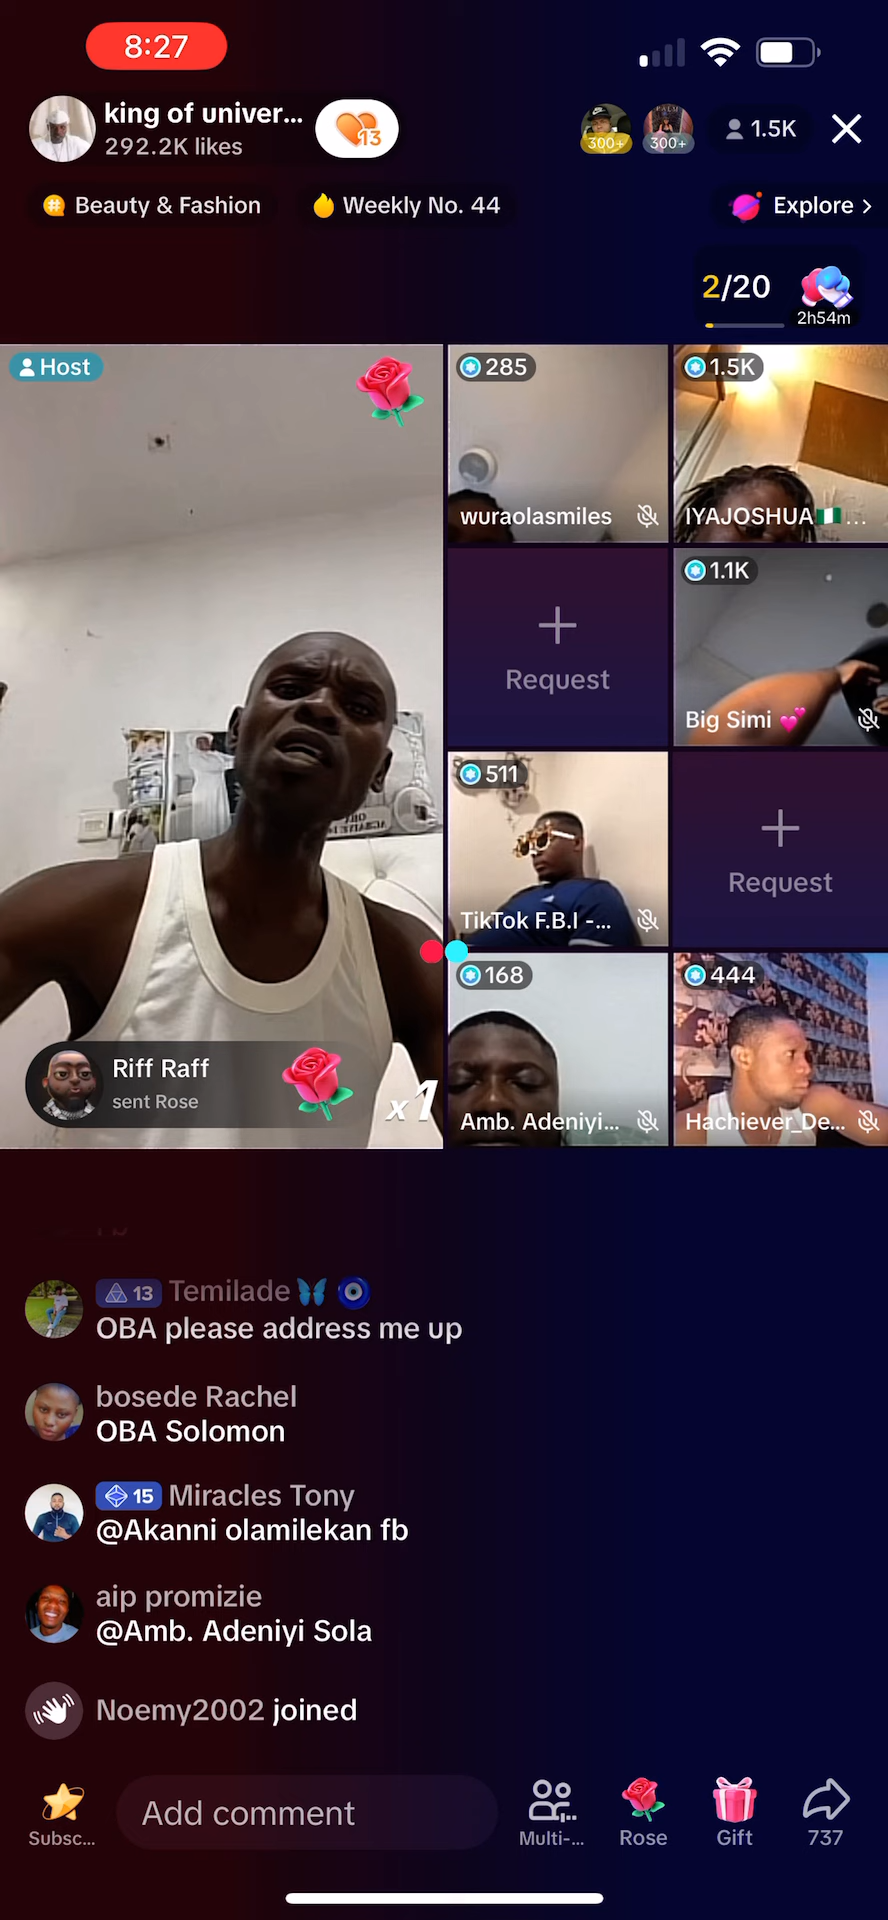 8:27
king of univer...
292.2K likes
13
300+
300+
1.5K
Beauty & Fashion
Weekly No. 44
Explore >
2/20
2h54m
Host
285
wuraolasmiles
1.5K
IYAJOSHUA🇳🇬...
Request
1.1K
Big Simi 💕
511
TikTok F.B.I -...
Request
168
Amb. Adeniyi...
444
Hachiever_De...
Riff Raff
sent Rose
x1
13 Temilade🦋🧿
OBA please address me up
bosede Rachel
OBA Solomon
15 Miracles Tony
@Akanni olamilekan fb
aip promizie
@Amb. Adeniyi Sola
Noemy2002 joined
Subsc...
Add comment
Multi-...
Rose
Gift
737